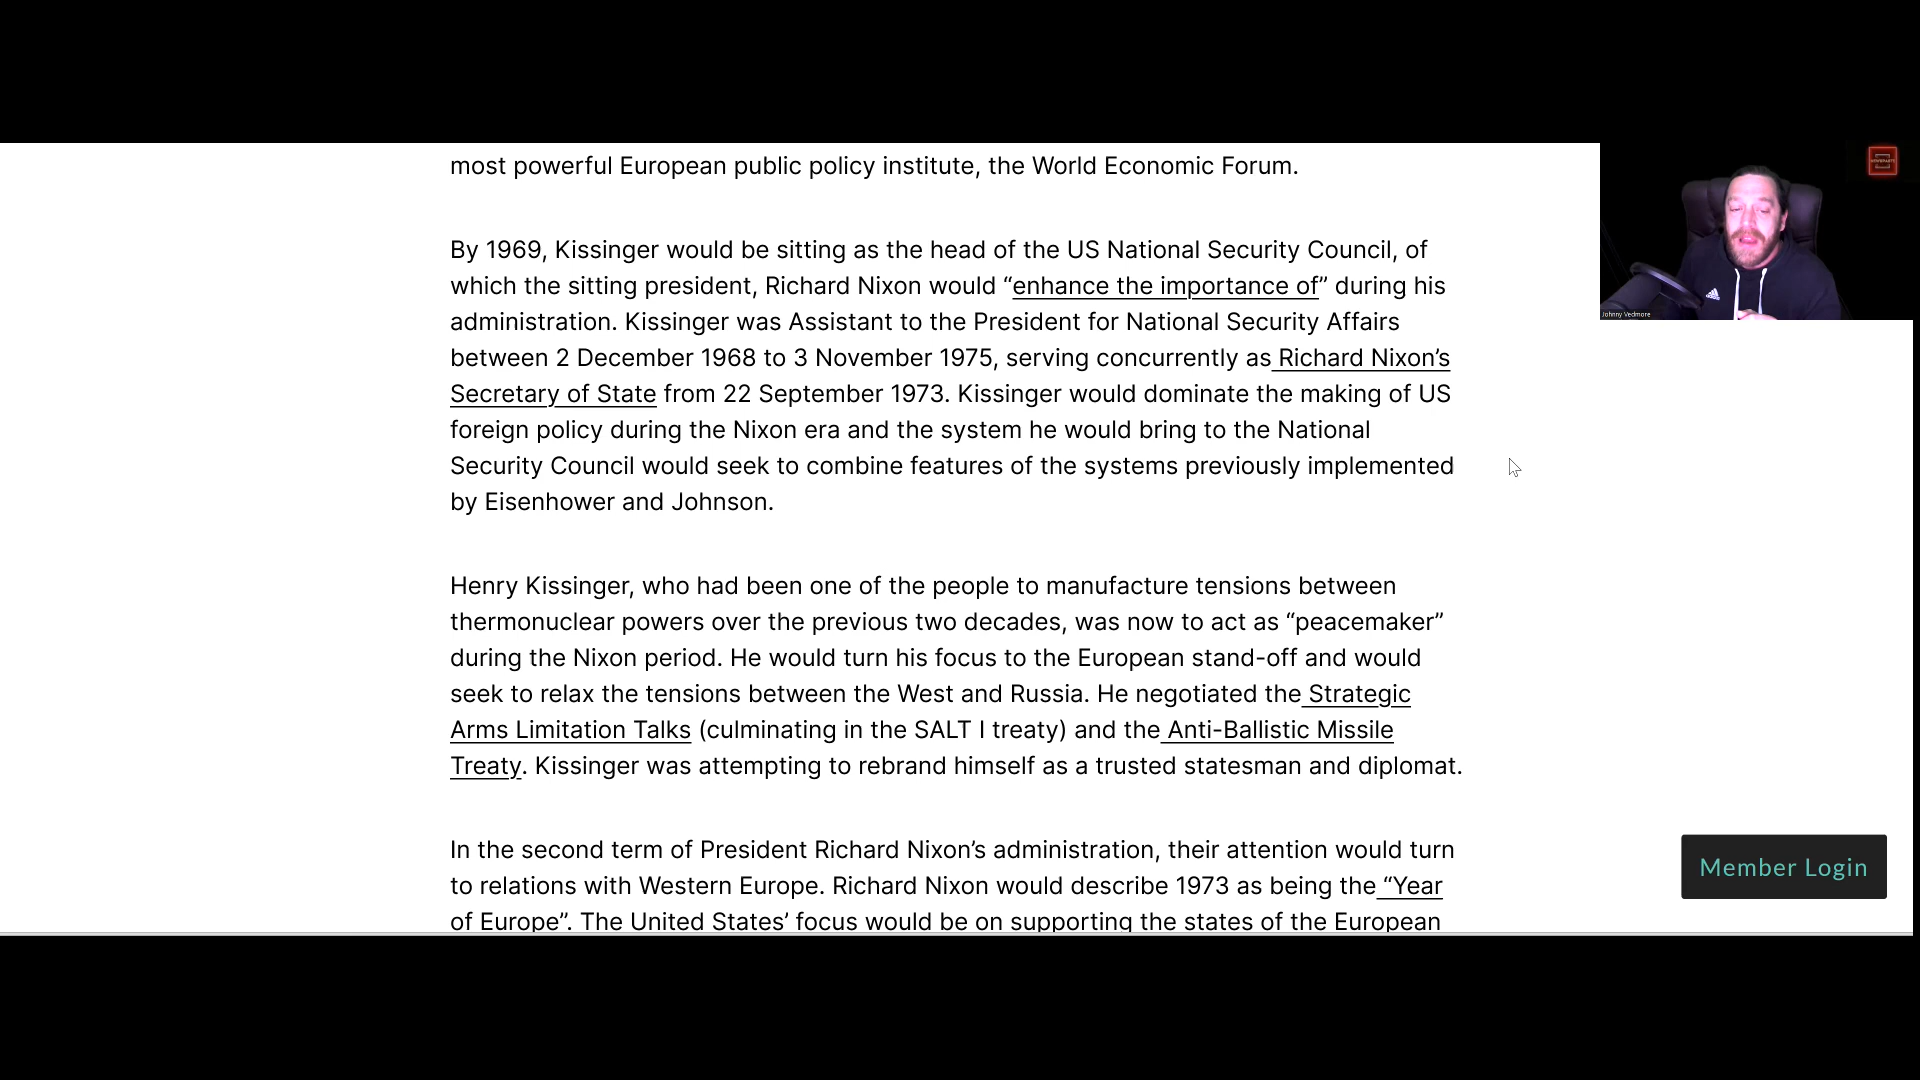 most powerful European public policy institute, the World Economic Forum.
By 1969, Kissinger would be sitting as the head of the US National Security Council, of
which the sitting president, Richard Nixon would “enhance the importance of” during his
administration. Kissinger was Assistant to the President for National Security Affairs
between 2 December 1968 to 3 November 1975, serving concurrently as Richard Nixon’s
Secretary of State from 22 September 1973. Kissinger would dominate the making of US
foreign policy during the Nixon era and the system he would bring to the National
Security Council would seek to combine features of the systems previously implemented
by Eisenhower and Johnson.
Henry Kissinger, who had been one of the people to manufacture tensions between
thermonuclear powers over the previous two decades, was now to act as “peacemaker”
during the Nixon period. He would turn his focus to the European stand-off and would
seek to relax the tensions between the West and Russia. He negotiated the Strategic
Arms Limitation Talks (culminating in the SALT I treaty) and the Anti-Ballistic Missile
Treaty. Kissinger was attempting to rebrand himself as a trusted statesman and diplomat.
In the second term of President Richard Nixon’s administration, their attention would turn
to relations with Western Europe. Richard Nixon would describe 1973 as being the “Year
of Europe”. The United States’ focus would be on supporting the states of the European
Johnny Vedmore
Member Login